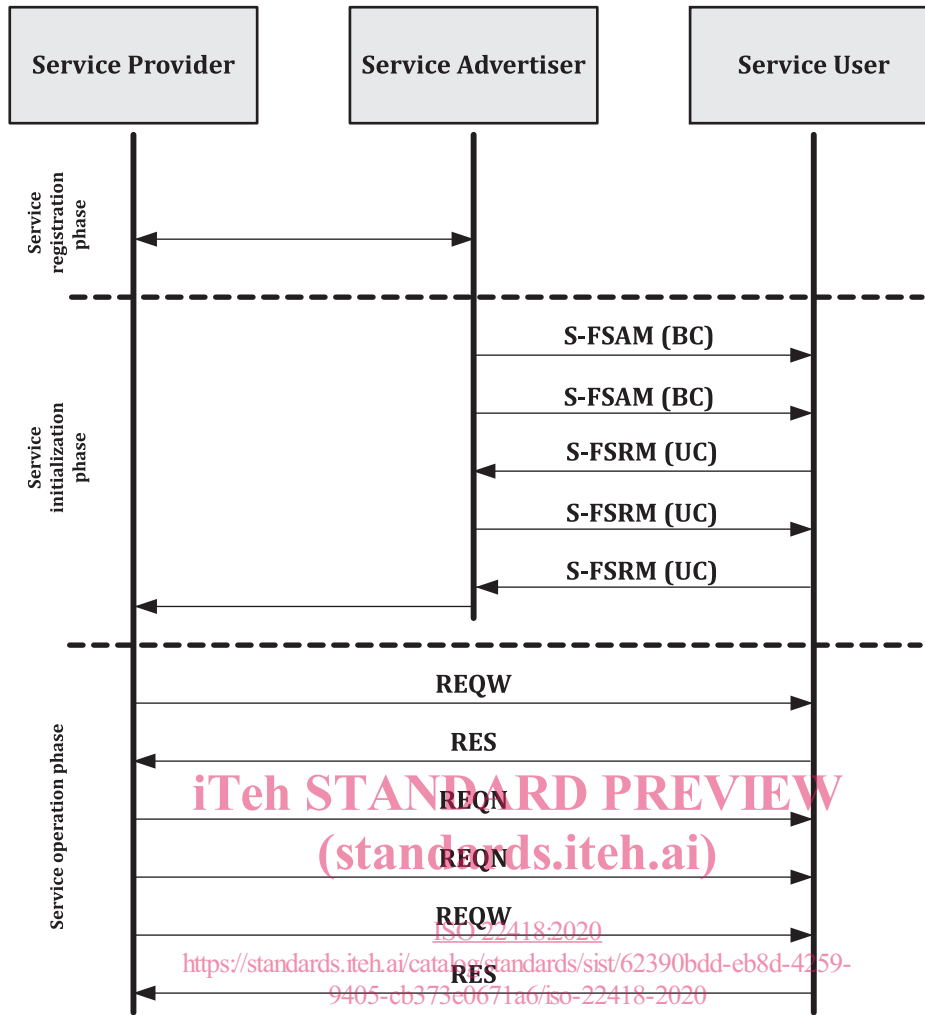 Service Provider
Service Advertiser
Service User
Service
registration
phase
S-FSAM (BC)
S-FSAM (BC)
S-FSRM (UC)
S-FSRM (UC)
S-FSRM (UC)
Service
initialization
phase
REQW
RES
REQN
REQN
REQW
RES
Service operation phase
iTeh STANDARD PREVIEW
(standards.iteh.ai)
ISO 22418:2020
https://standards.iteh.ai/catalog/standards/sist/62390bdd-eb8d-4259-
9405-cb373e0671a6/iso-22418-2020